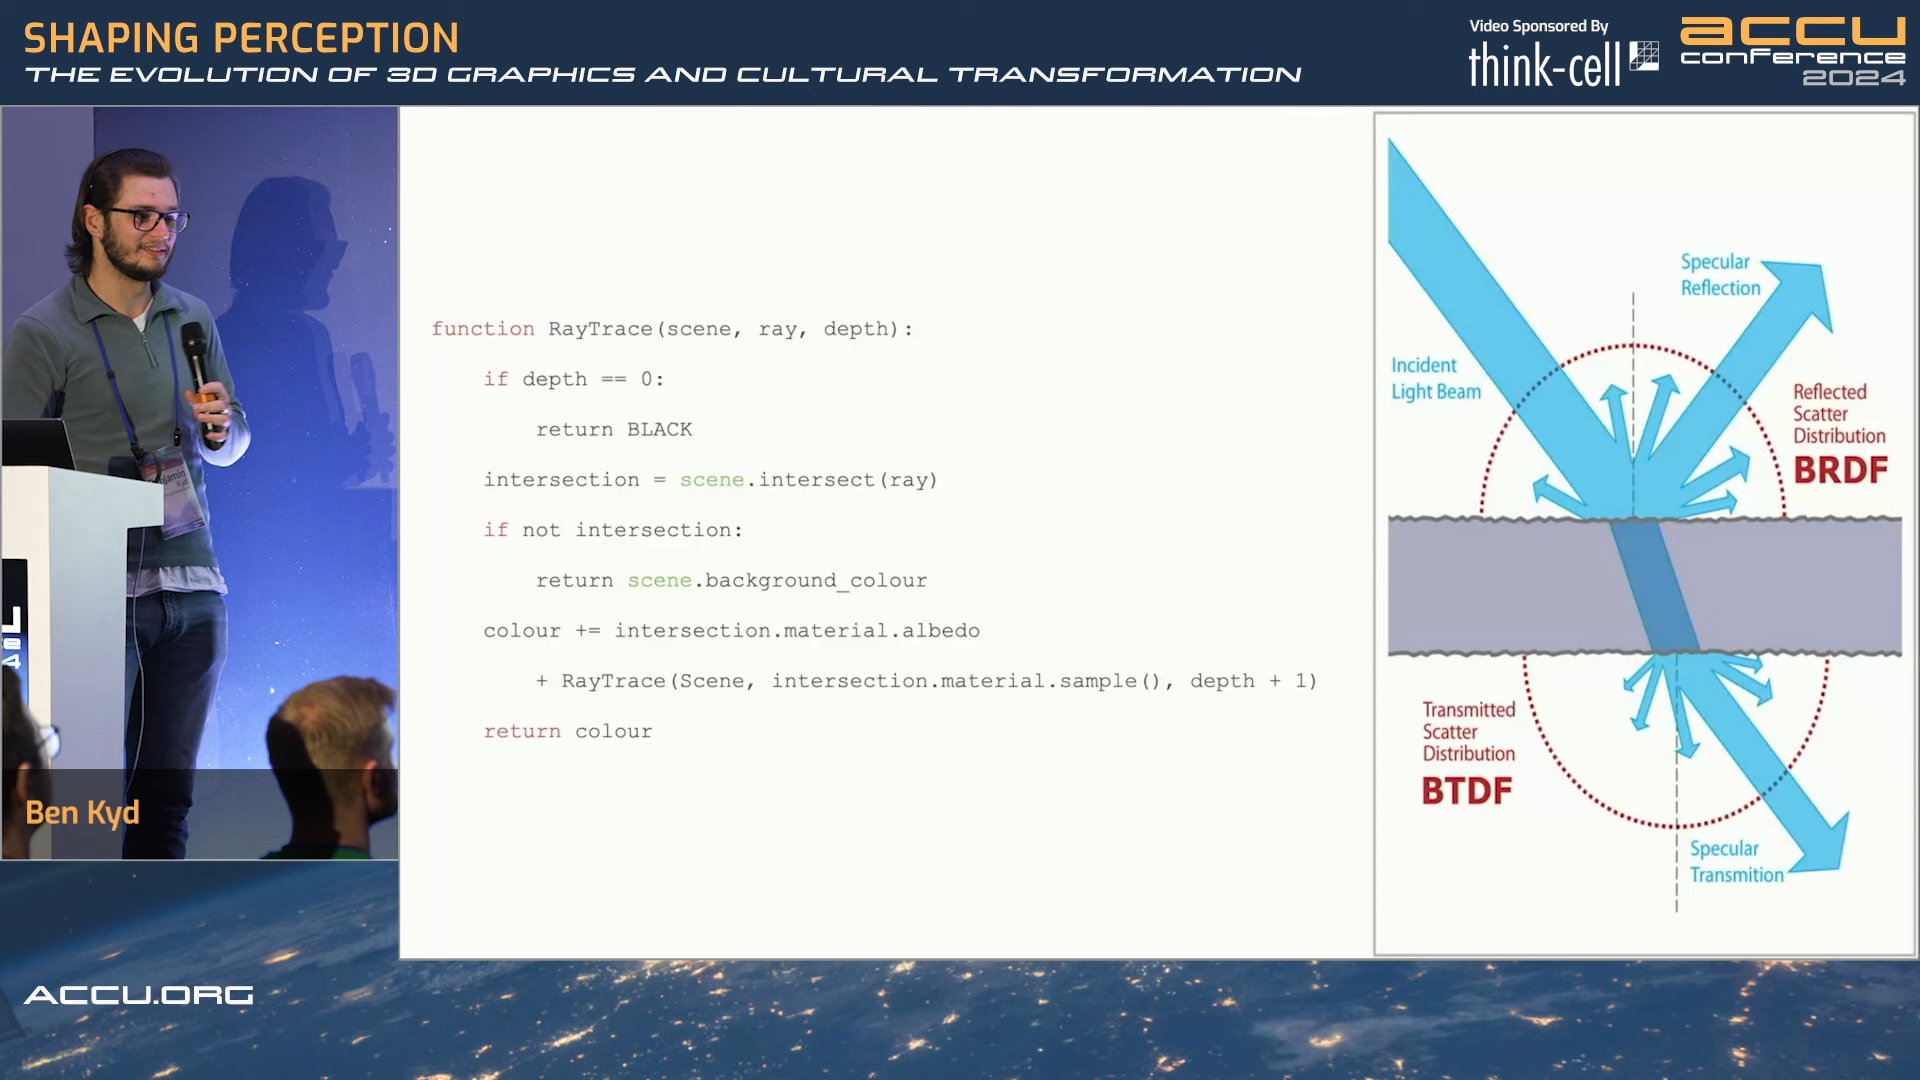 SHAPING PERCEPTION
THE EVOLUTION OF 3D GRAPHICS AND CULTURAL TRANSFORMATION
Video Sponsored By
think-cell
accu
conference
2024
function RayTrace(scene, ray, depth):
if depth == 0:
return BLACK
intersection = scene.intersect(ray)
if not intersection:
return scene.background_colour
colour += intersection.material.albedo
+ RayTrace(Scene, intersection.material.sample(), depth + 1)
return colour
Specular
Reflection
Incident
Light Beam
Reflected
Scatter
Distribution
BRDF
Transmitted
Scatter
Distribution
BTDF
Specular
Transmition
Kyd
Ben Kyd
ACCU.ORG